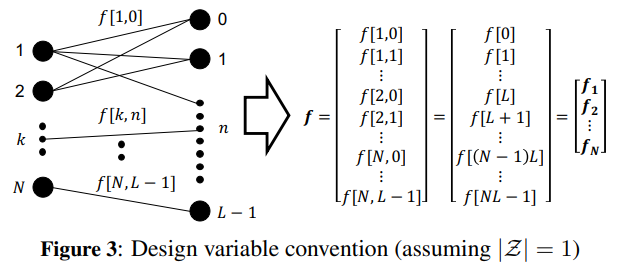 f[1,0]
0
1
1
2
f[k,n]
k
n
N
f[N,L−1]
L−1
f =
f[1,0]
f[1,1]
⋮
f[2,0]
f[2,1]
⋮
f[N,0]
⋮
f[N,L−1]
=
f[0]
f[1]
⋮
f[L]
f[L+1]
⋮
f[(N−1)L]
⋮
f[NL−1]
=
f₁
f₂
⋮
f_N
Figure 3: Design variable convention (assuming |𝒵| = 1)